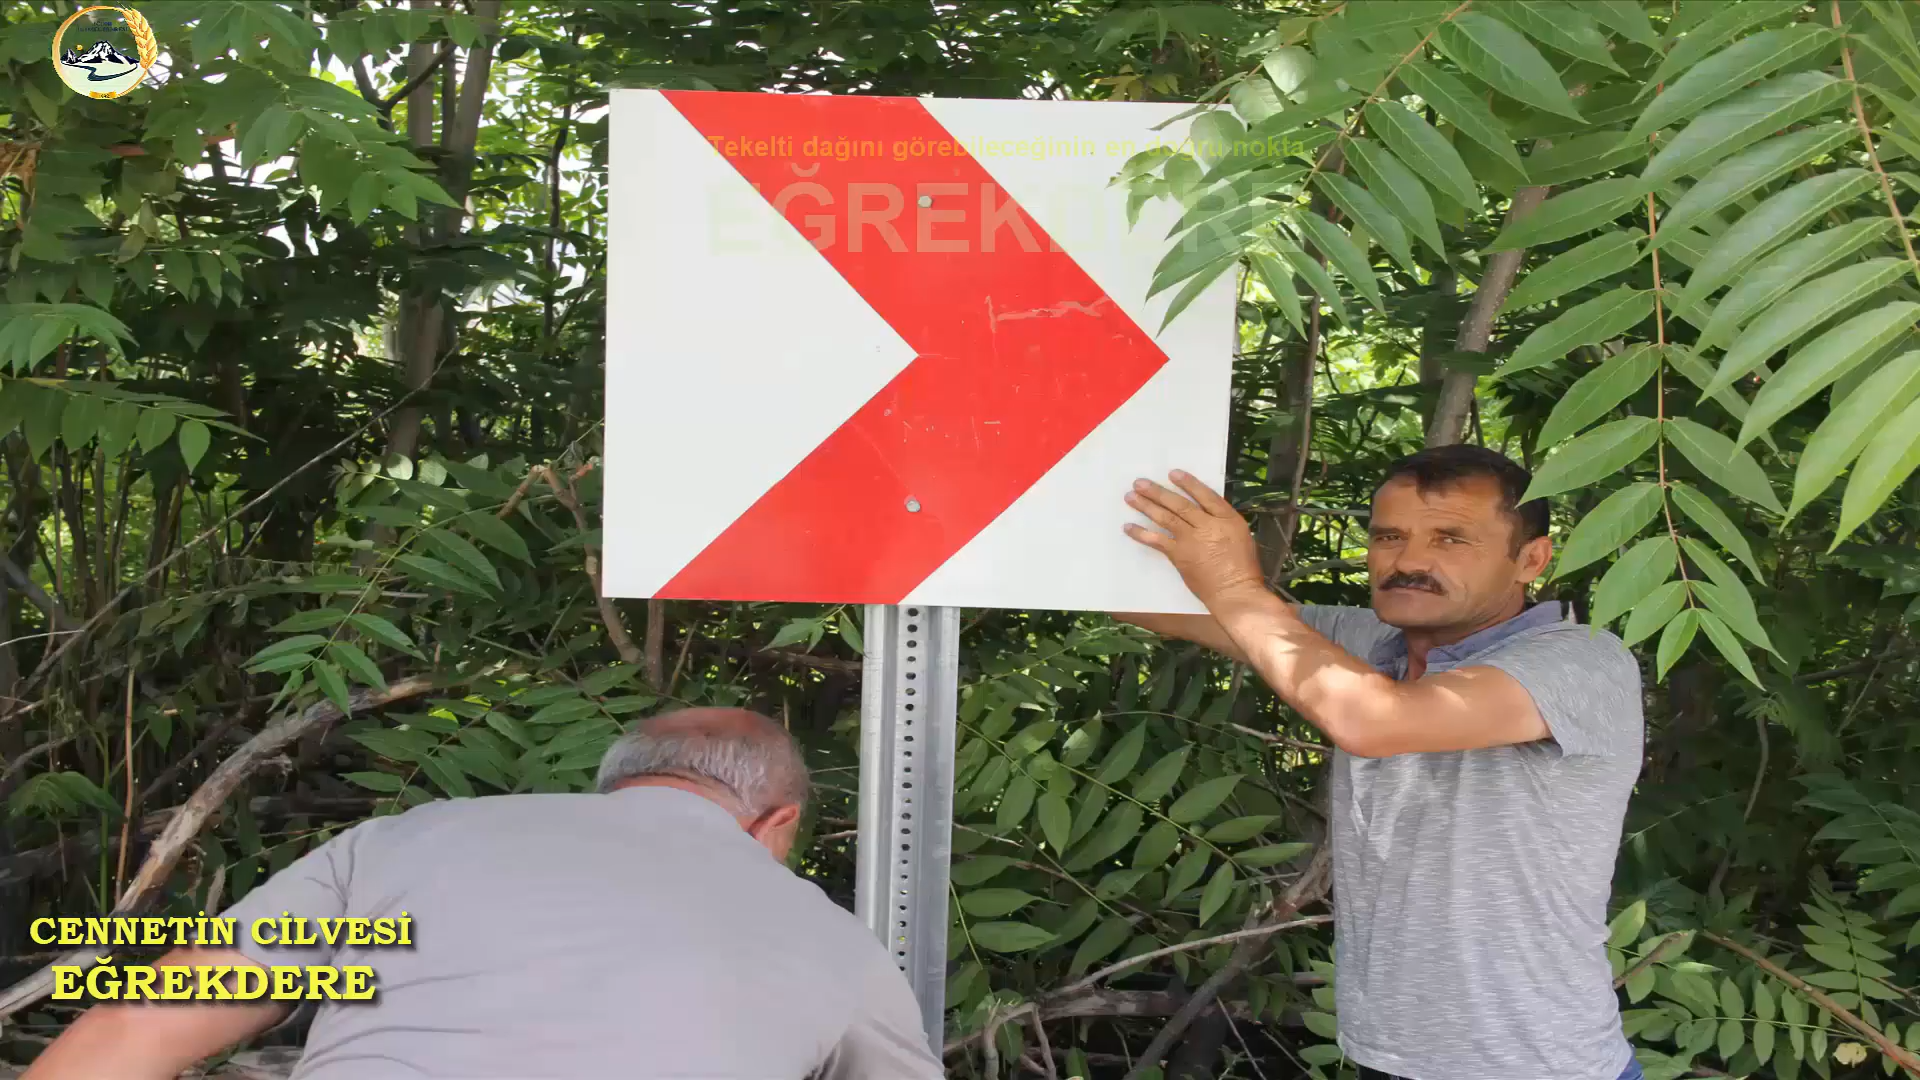 Tekelti dağını görebileceğinin en doğru nokta
EĞREKDERE
CENNETİN CİLVESİ
EĞREKDERE